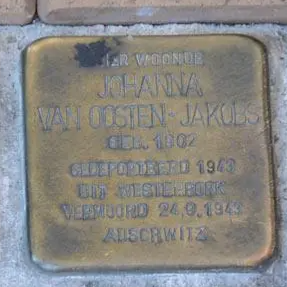 HIER WOONDE
JOHANNA
VAN OOSTEN-JAKOBS
GEB. 1902
GEDEPORTEERD 1943
UIT WESTERBORK
VERMOORD 24.9.1943
AUSCHWITZ